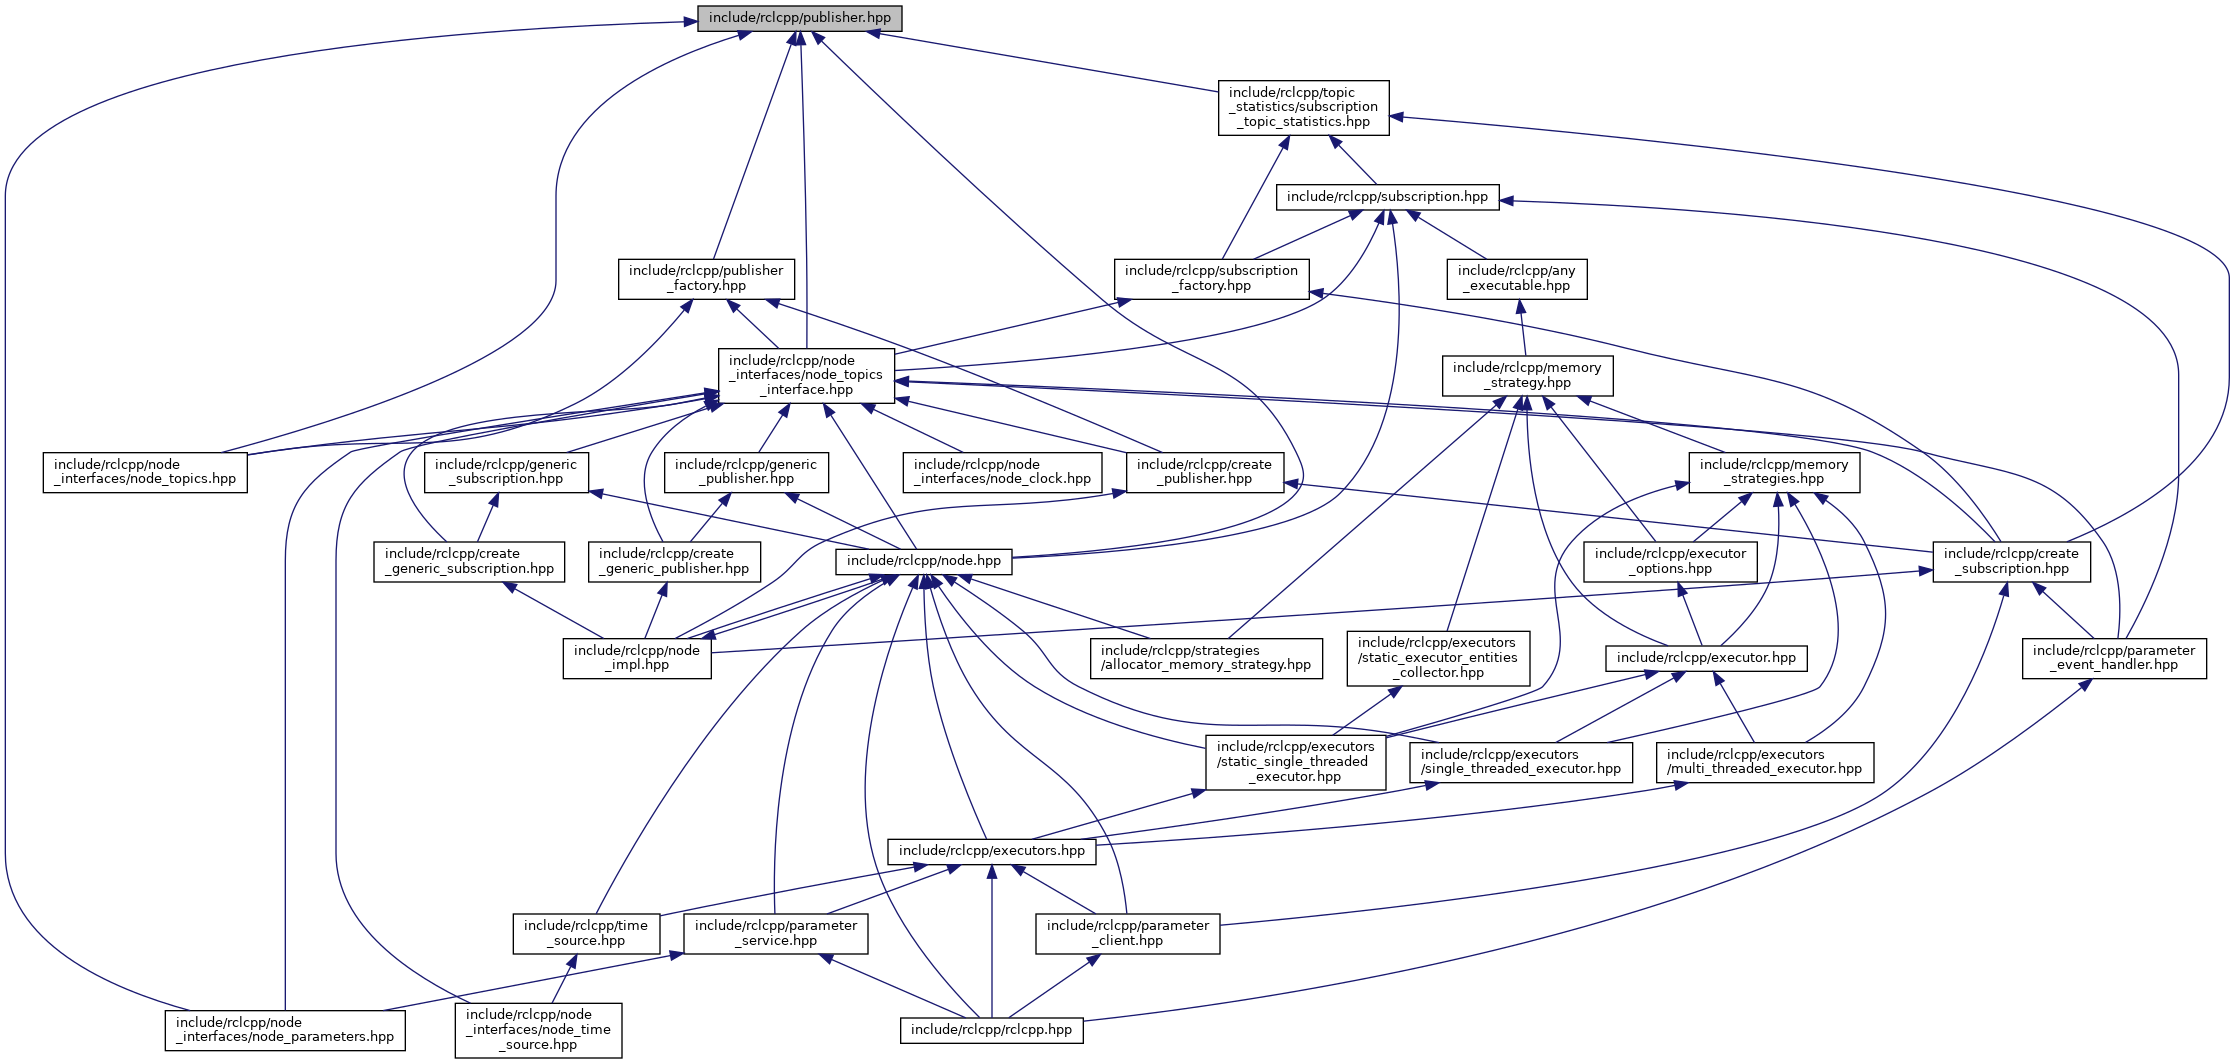 include/rclcpp/publisher.hpp
include/rclcpp/topic
_statistics/subscription
_topic_statistics.hpp
include/rclcpp/subscription.hpp
include/rclcpp/publisher
_factory.hpp
include/rclcpp/subscription
_factory.hpp
include/rclcpp/any
_executable.hpp
include/rclcpp/node
_interfaces/node_topics
_interface.hpp
include/rclcpp/memory
_strategy.hpp
include/rclcpp/node
_interfaces/node_topics.hpp
include/rclcpp/generic
_subscription.hpp
include/rclcpp/generic
_publisher.hpp
include/rclcpp/node
_interfaces/node_clock.hpp
include/rclcpp/create
_publisher.hpp
include/rclcpp/memory
_strategies.hpp
include/rclcpp/create
_generic_subscription.hpp
include/rclcpp/create
_generic_publisher.hpp
include/rclcpp/node.hpp
include/rclcpp/executor
_options.hpp
include/rclcpp/create
_subscription.hpp
include/rclcpp/node
_impl.hpp
include/rclcpp/strategies
/allocator_memory_strategy.hpp
include/rclcpp/executors
/static_executor_entities
_collector.hpp
include/rclcpp/executor.hpp
include/rclcpp/parameter
_event_handler.hpp
include/rclcpp/executors
/static_single_threaded
_executor.hpp
include/rclcpp/executors
/single_threaded_executor.hpp
include/rclcpp/executors
/multi_threaded_executor.hpp
include/rclcpp/executors.hpp
include/rclcpp/time
_source.hpp
include/rclcpp/parameter
_service.hpp
include/rclcpp/parameter
_client.hpp
include/rclcpp/node
_interfaces/node_parameters.hpp
include/rclcpp/node
_interfaces/node_time
_source.hpp
include/rclcpp/rclcpp.hpp